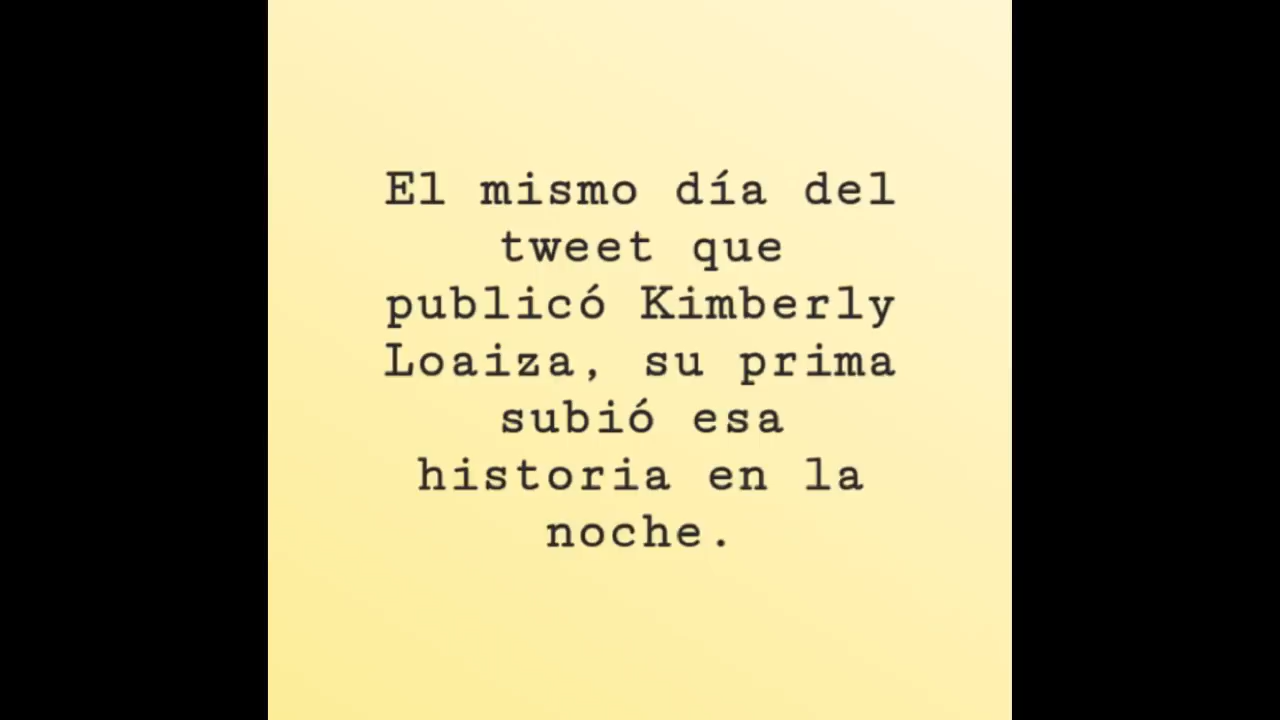 El mismo día del
tweet que
publicó Kimberly
Loaiza, su prima
subió esa
historia en la
noche.